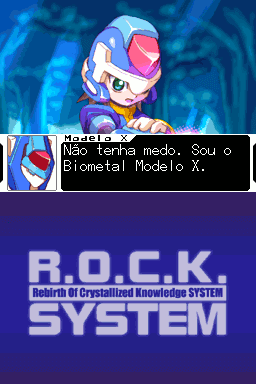 Modelo X
Não tenha medo. Sou o
Biometal Modelo X.
R.O.C.K.
Rebirth Of Crystallized Knowledge SYSTEM
SYSTEM